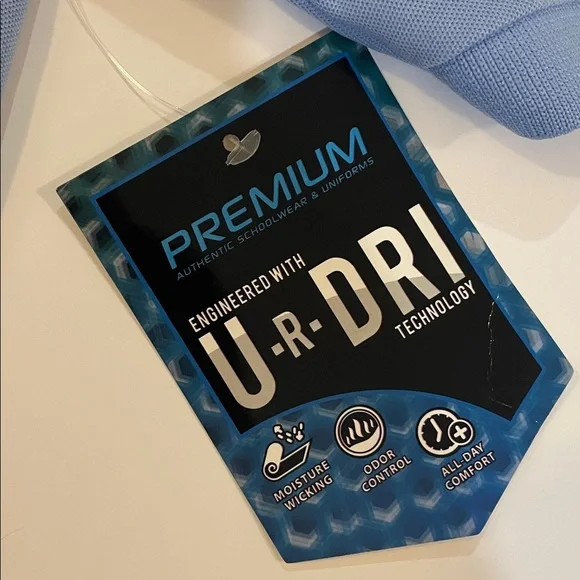 PREMIUM
AUTHENTIC SCHOOLWEAR & UNIFORMS
ENGINEERED WITH
U-R-DRI
TECHNOLOGY
MOISTURE
WICKING
ODOR
CONTROL
ALL-DAY
COMFORT